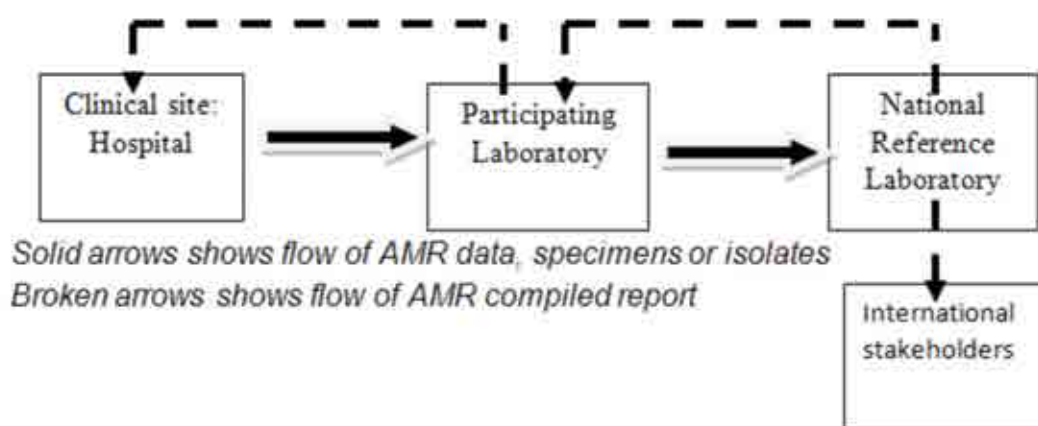 Clinical site:
Hospital
Participating
Laboratory
National
Reference
Laboratory
Solid arrows shows flow of AMR data, specimens or isolates
Broken arrows shows flow of AMR compiled report
International
stakeholders